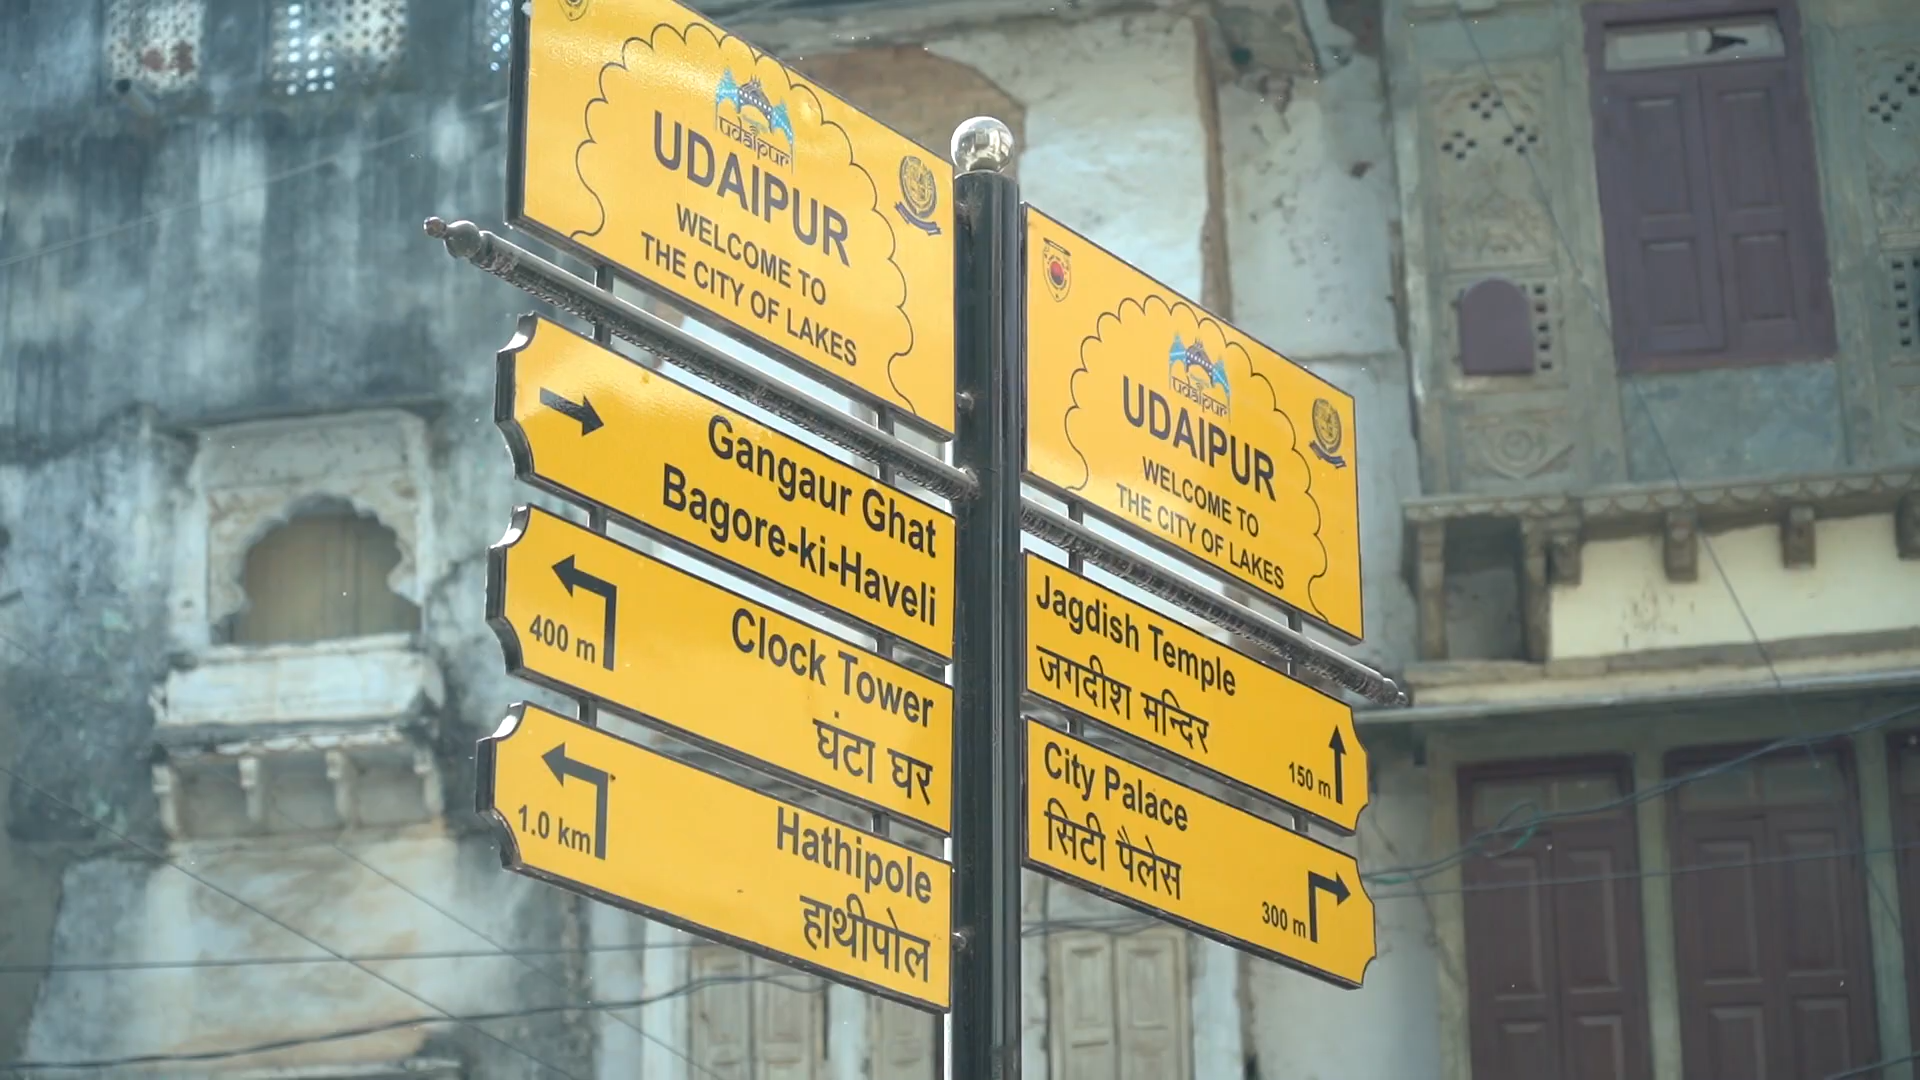 udaipur
UDAIPUR
WELCOME TO
THE CITY OF LAKES
Gangaur Ghat
Bagore-ki-Haveli
Clock Tower
घंटा घर
400 m
Hathipole
हाथीपोल
1.0 km
udaipur
UDAIPUR
WELCOME TO
THE CITY OF LAKES
Jagdish Temple
जगदीश मन्दिर
150 m
City Palace
सिटी पैलेस
300 m